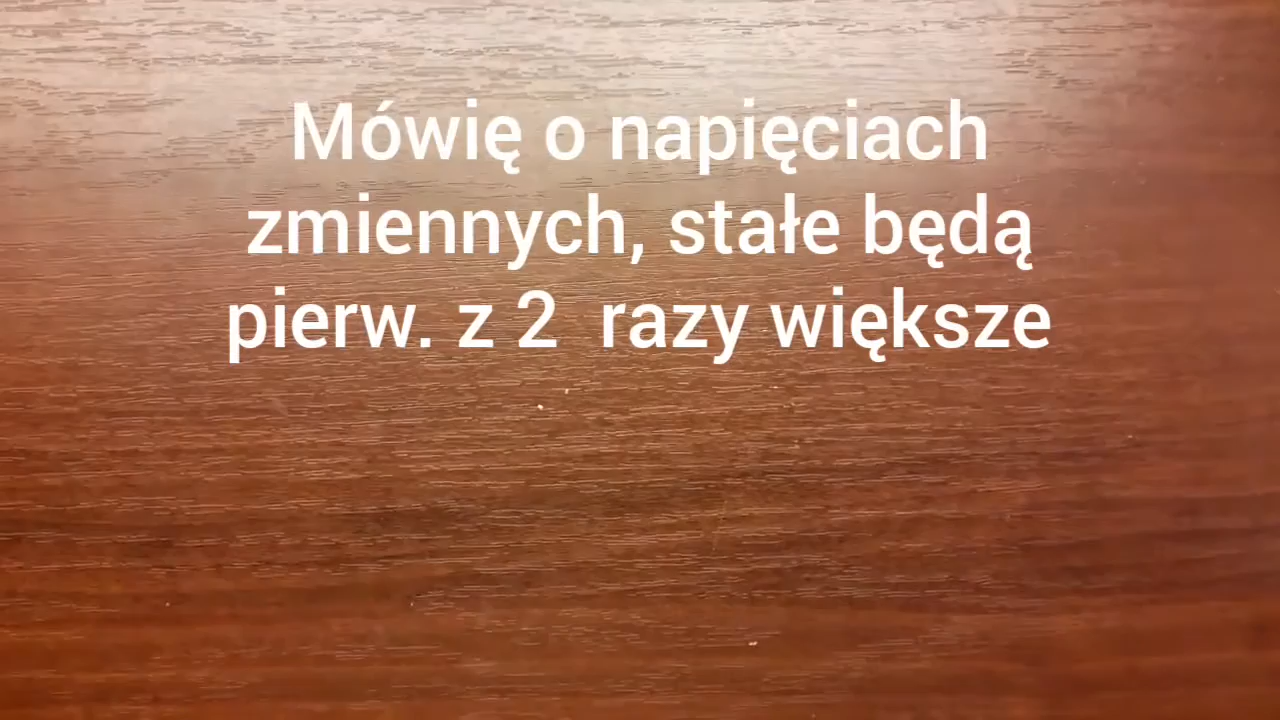 Mówię o napięciach
zmiennych, stałe będą
pierw. z 2  razy większe